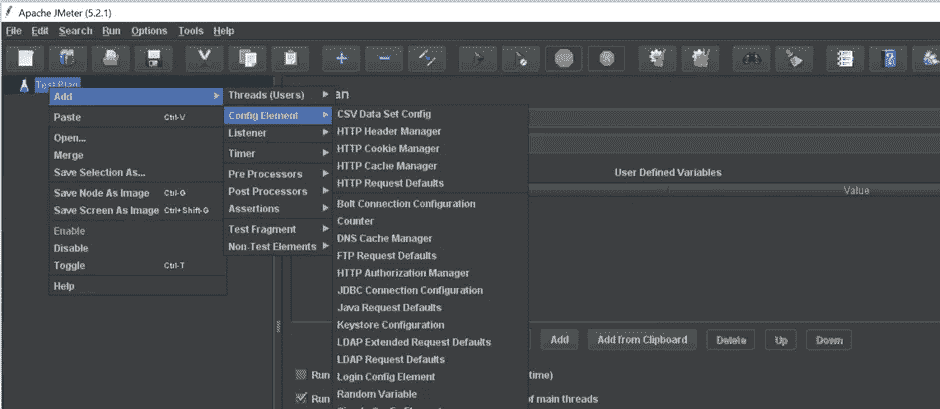 Apache JMeter (5.2.1)
File Edit Search Run Options Tools Help
Test Plan
an
Add
Paste Ctrl-V
Open...
Merge
Save Selection As...
Save Node As Image Ctrl-G
Save Screen As Image Ctrl+Shift-G
Enable
Disable
Toggle Ctrl-T
Help
Threads (Users)
Config Element
Listener
Timer
Pre Processors
Post Processors
Assertions
Test Fragment
Non-Test Elements
CSV Data Set Config
HTTP Header Manager
HTTP Cookie Manager
HTTP Cache Manager
HTTP Request Defaults
Bolt Connection Configuration
Counter
DNS Cache Manager
FTP Request Defaults
HTTP Authorization Manager
JDBC Connection Configuration
Java Request Defaults
Keystore Configuration
LDAP Extended Request Defaults
LDAP Request Defaults
Login Config Element
Random Variable
User Defined Variables
Value
Add Add from Clipboard Delete Up Down
Run time)
Run of main threads